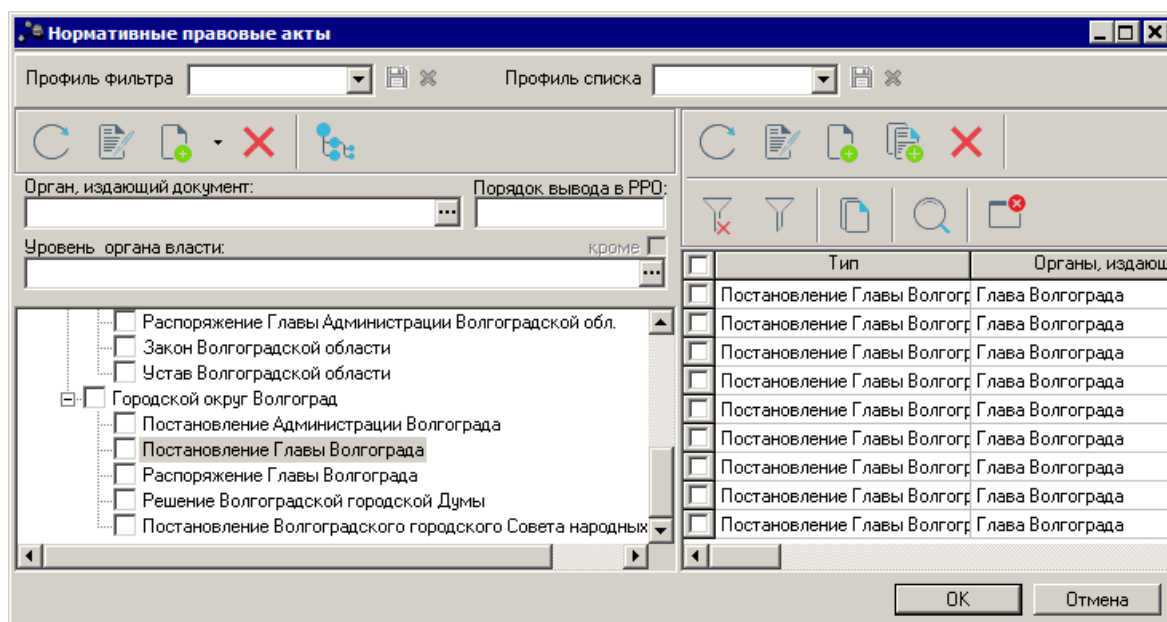 Нормативные правовые акты
Профиль фильтра
Профиль списка
Орган, издающий документ:
Порядок вывода в РРО:
Уровень органа власти:
кроме
Распоряжение Главы Администрации Волгоградской обл.
Закон Волгоградской области
Устав Волгоградской области
Городской округ Волгоград
Постановление Администрации Волгограда
Постановление Главы Волгограда
Распоряжение Главы Волгограда
Решение Волгоградской городской Думы
Постановление Волгоградского городского Совета народных
Тип Органы, издающ
Постановление Главы Волгогр Глава Волгограда
Постановление Главы Волгогр Глава Волгограда
Постановление Главы Волгогр Глава Волгограда
Постановление Главы Волгогр Глава Волгограда
Постановление Главы Волгогр Глава Волгограда
Постановление Главы Волгогр Глава Волгограда
Постановление Главы Волгогр Глава Волгограда
Постановление Главы Волгогр Глава Волгограда
Постановление Главы Волгогр Глава Волгограда
OK
Отмена